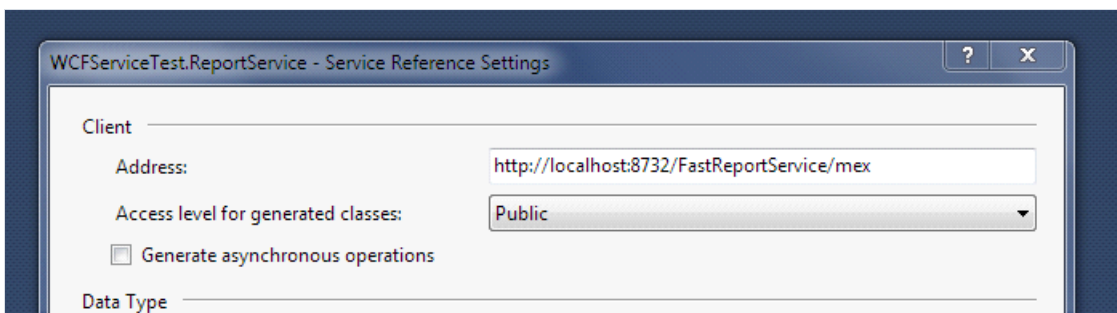 WCFServiceTest.ReportService - Service Reference Settings
? X
Client
Address: http://localhost:8732/FastReportService/mex
Access level for generated classes: Public
Generate asynchronous operations
Data Type